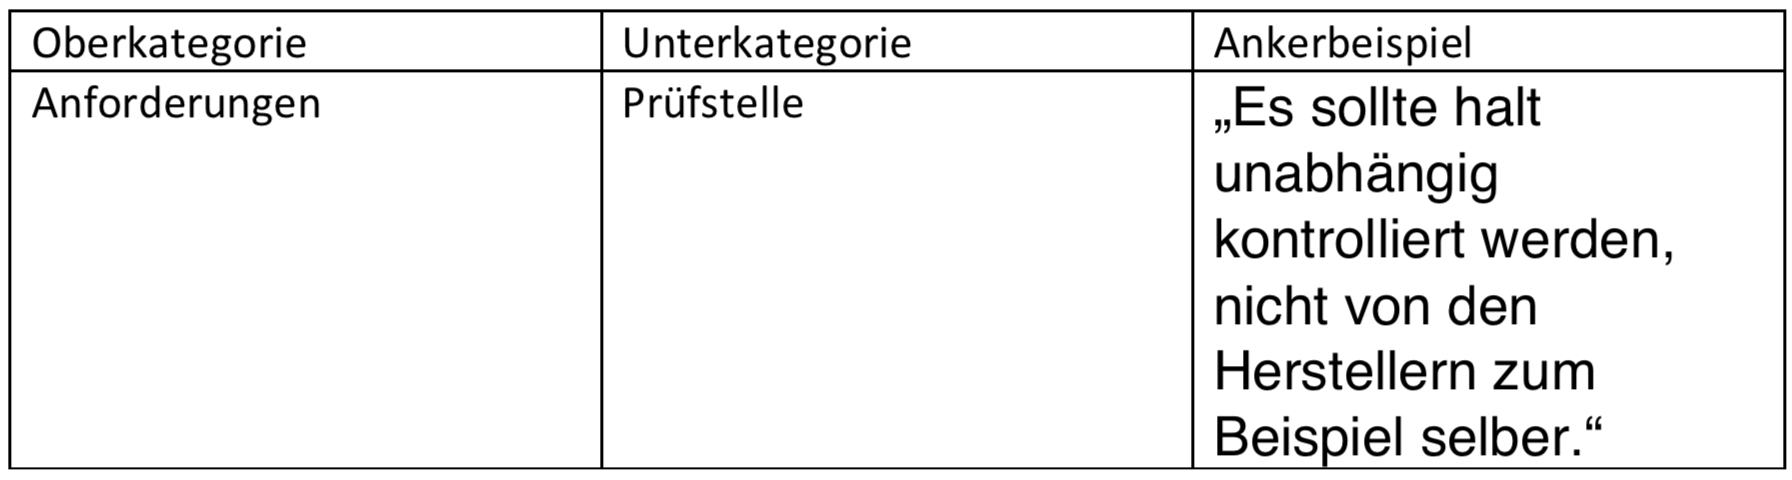 Oberkategorie
Unterkategorie
Ankerbeispiel
Anforderungen
Prüfstelle
„Es sollte halt
unabhängig
kontrolliert werden,
nicht von den
Herstellern zum
Beispiel selber.“